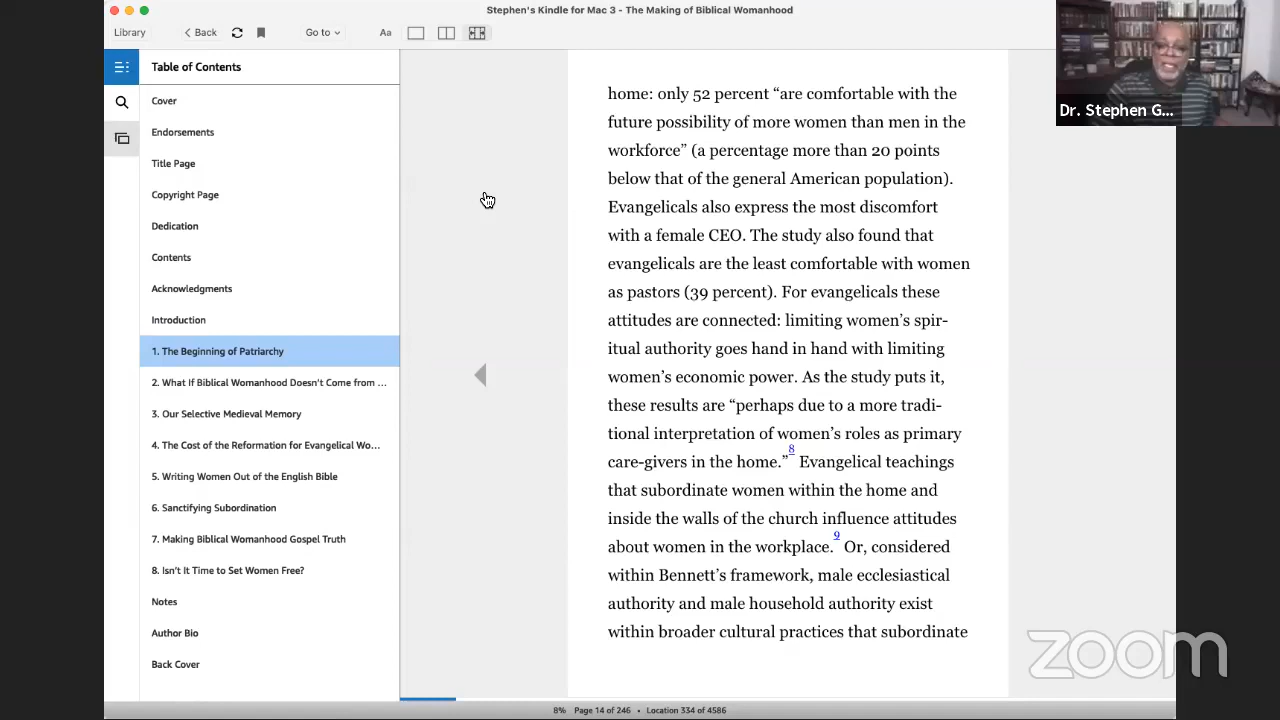 Stephen's Kindle for Mac 3 - The Making of Biblical Womanhood
Library
Back
Go to
Aa
Table of Contents
Cover
Endorsements
Title Page
Copyright Page
Dedication
Contents
Acknowledgments
Introduction
1. The Beginning of Patriarchy
2. What If Biblical Womanhood Doesn't Come from ...
3. Our Selective Medieval Memory
4. The Cost of the Reformation for Evangelical Wo...
5. Writing Women Out of the English Bible
6. Sanctifying Subordination
7. Making Biblical Womanhood Gospel Truth
8. Isn't It Time to Set Women Free?
Notes
Author Bio
Back Cover
home: only 52 percent “are comfortable with the
future possibility of more women than men in the
workforce” (a percentage more than 20 points
below that of the general American population).
Evangelicals also express the most discomfort
with a female CEO. The study also found that
evangelicals are the least comfortable with women
as pastors (39 percent). For evangelicals these
attitudes are connected: limiting women’s spir-
itual authority goes hand in hand with limiting
women’s economic power. As the study puts it,
these results are “perhaps due to a more tradi-
tional interpretation of women’s roles as primary
care-givers in the home.”8 Evangelical teachings
that subordinate women within the home and
inside the walls of the church influence attitudes
about women in the workplace.9 Or, considered
within Bennett’s framework, male ecclesiastical
authority and male household authority exist
within broader cultural practices that subordinate
8% Page 14 of 246 • Location 334 of 4586
Dr. Stephen G...
zoom